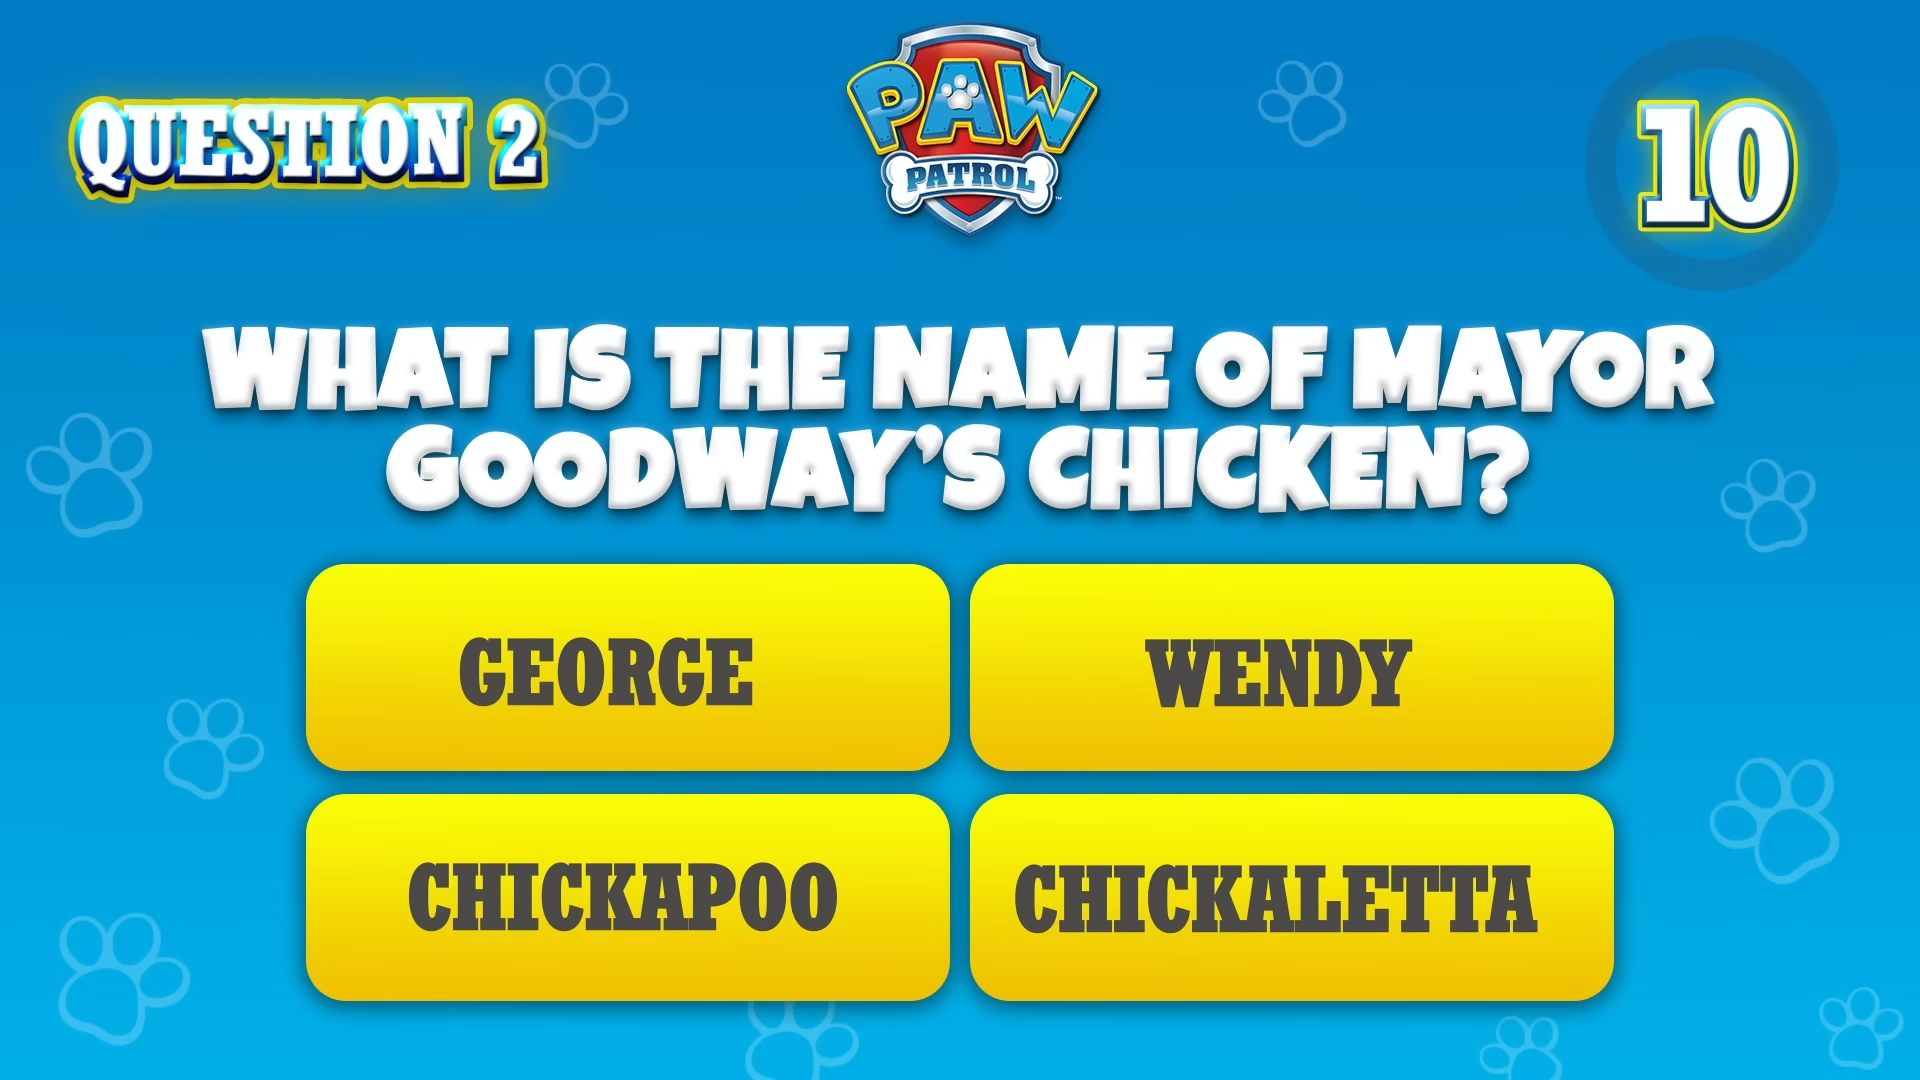 QUESTION 2
PAW
PATROL
10
WHAT IS THE NAME OF MAYOR
GOODWAY'S CHICKEN?
GEORGE
WENDY
CHICKAPOO
CHICKALETTA